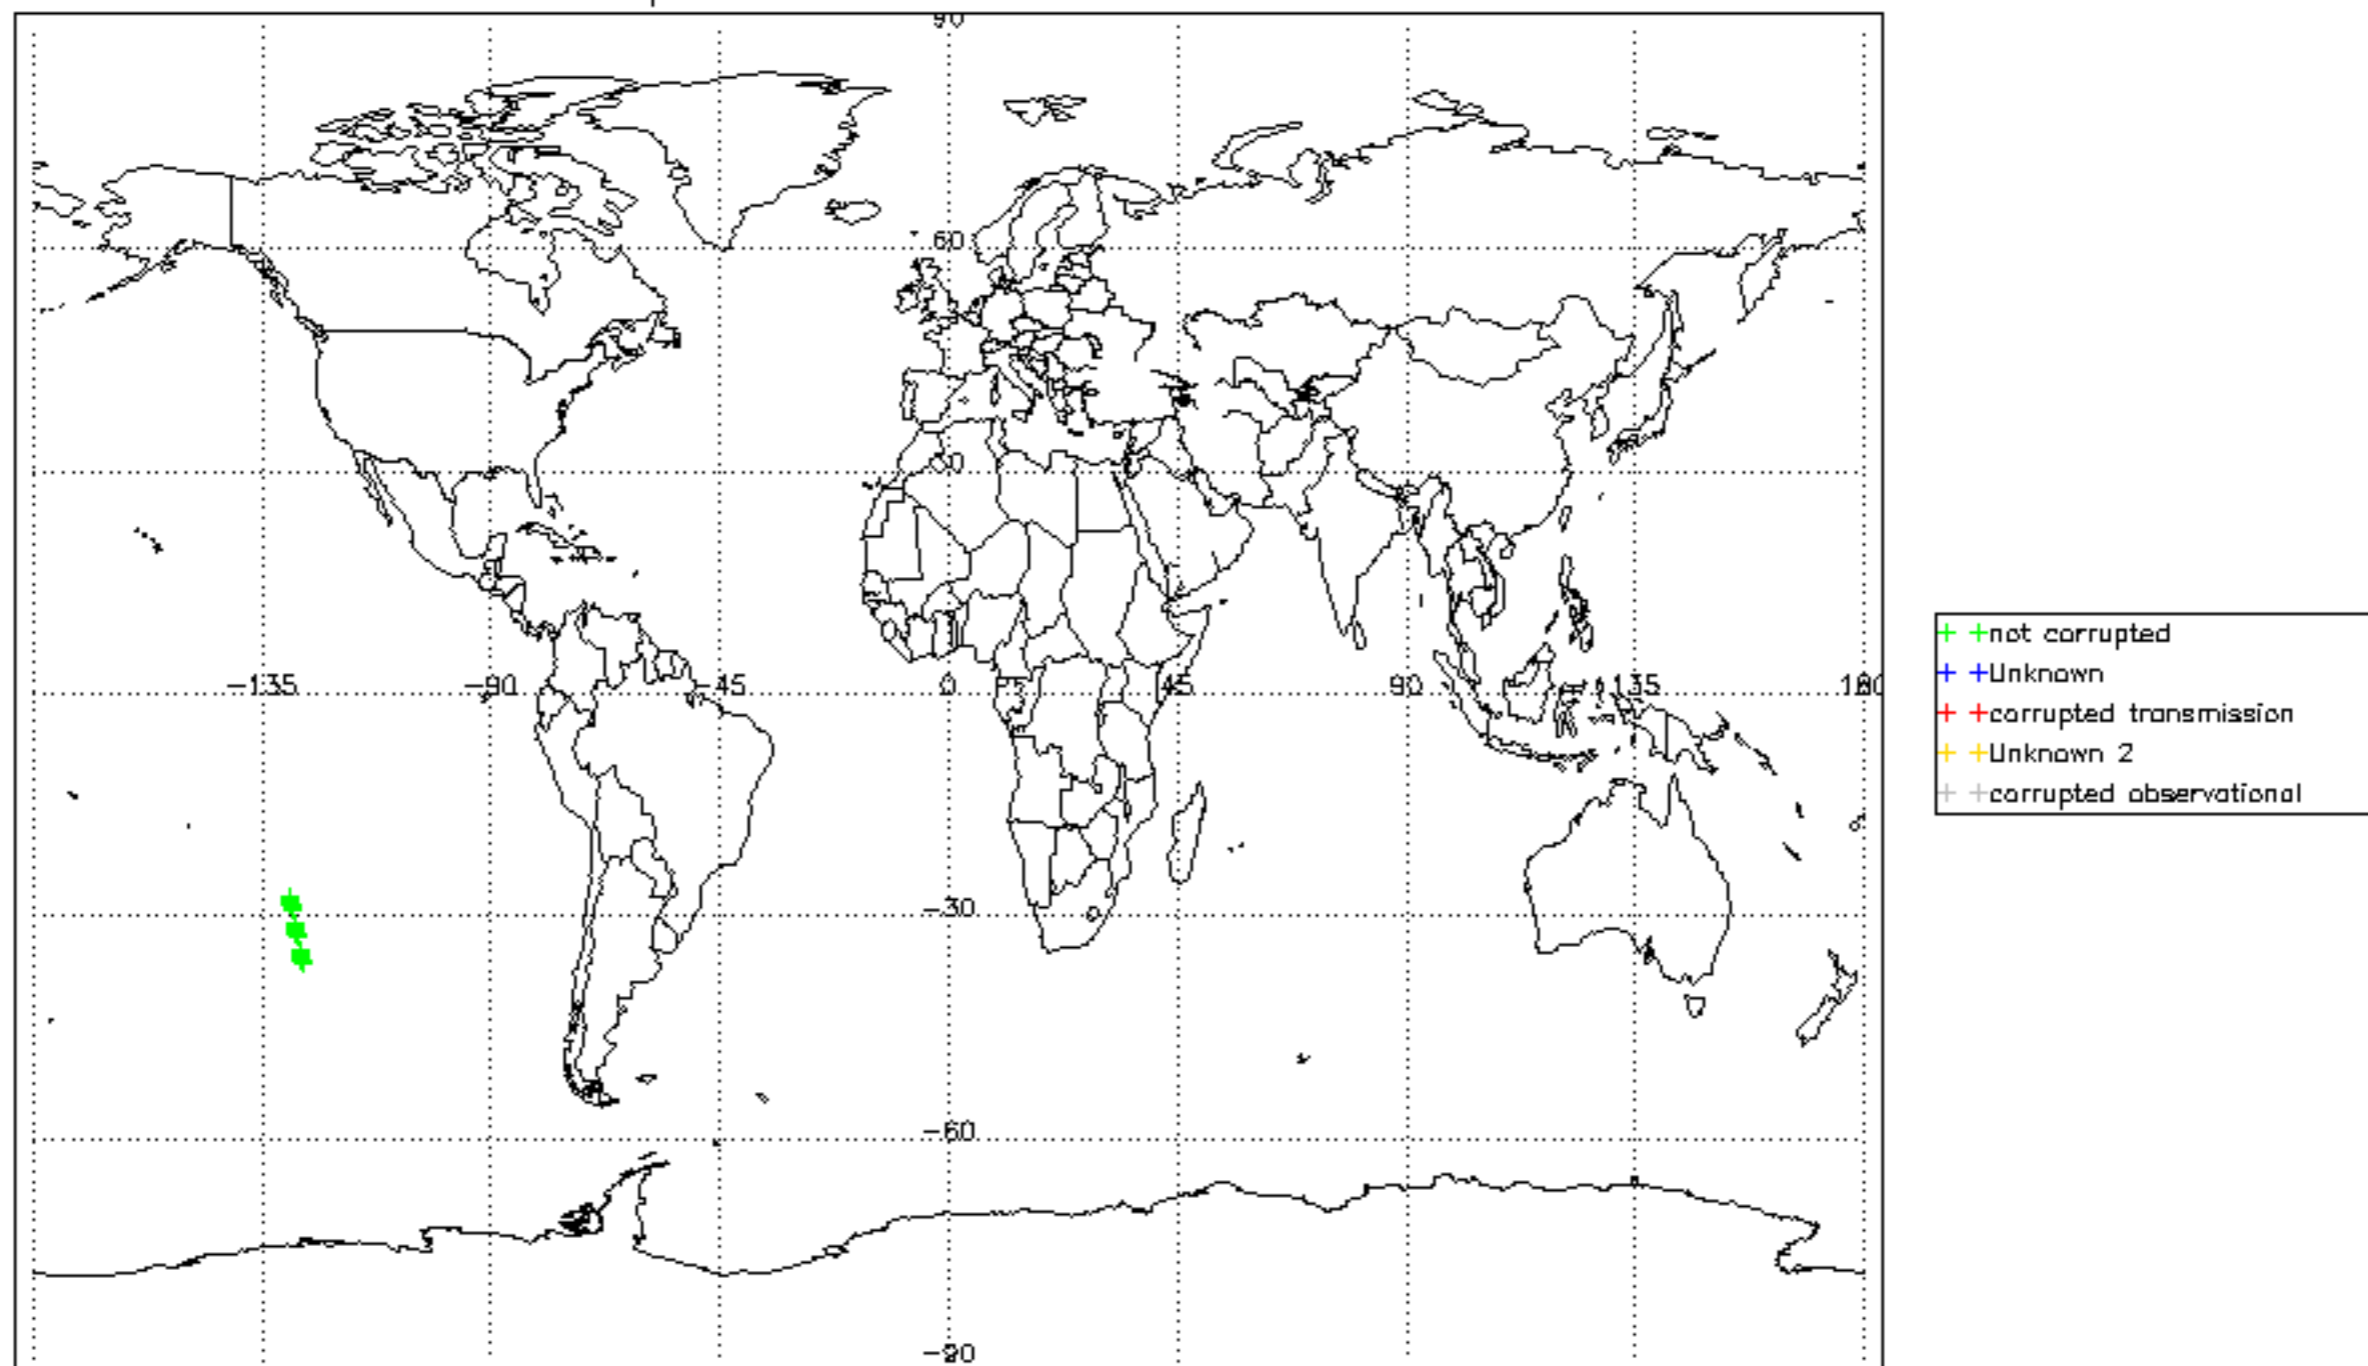 90
60
30
-135 -90 -45 0 45 90 135 180
-30
-60
-90
not corrupted
Unknown
corrupted transmission
Unknown 2
corrupted observational